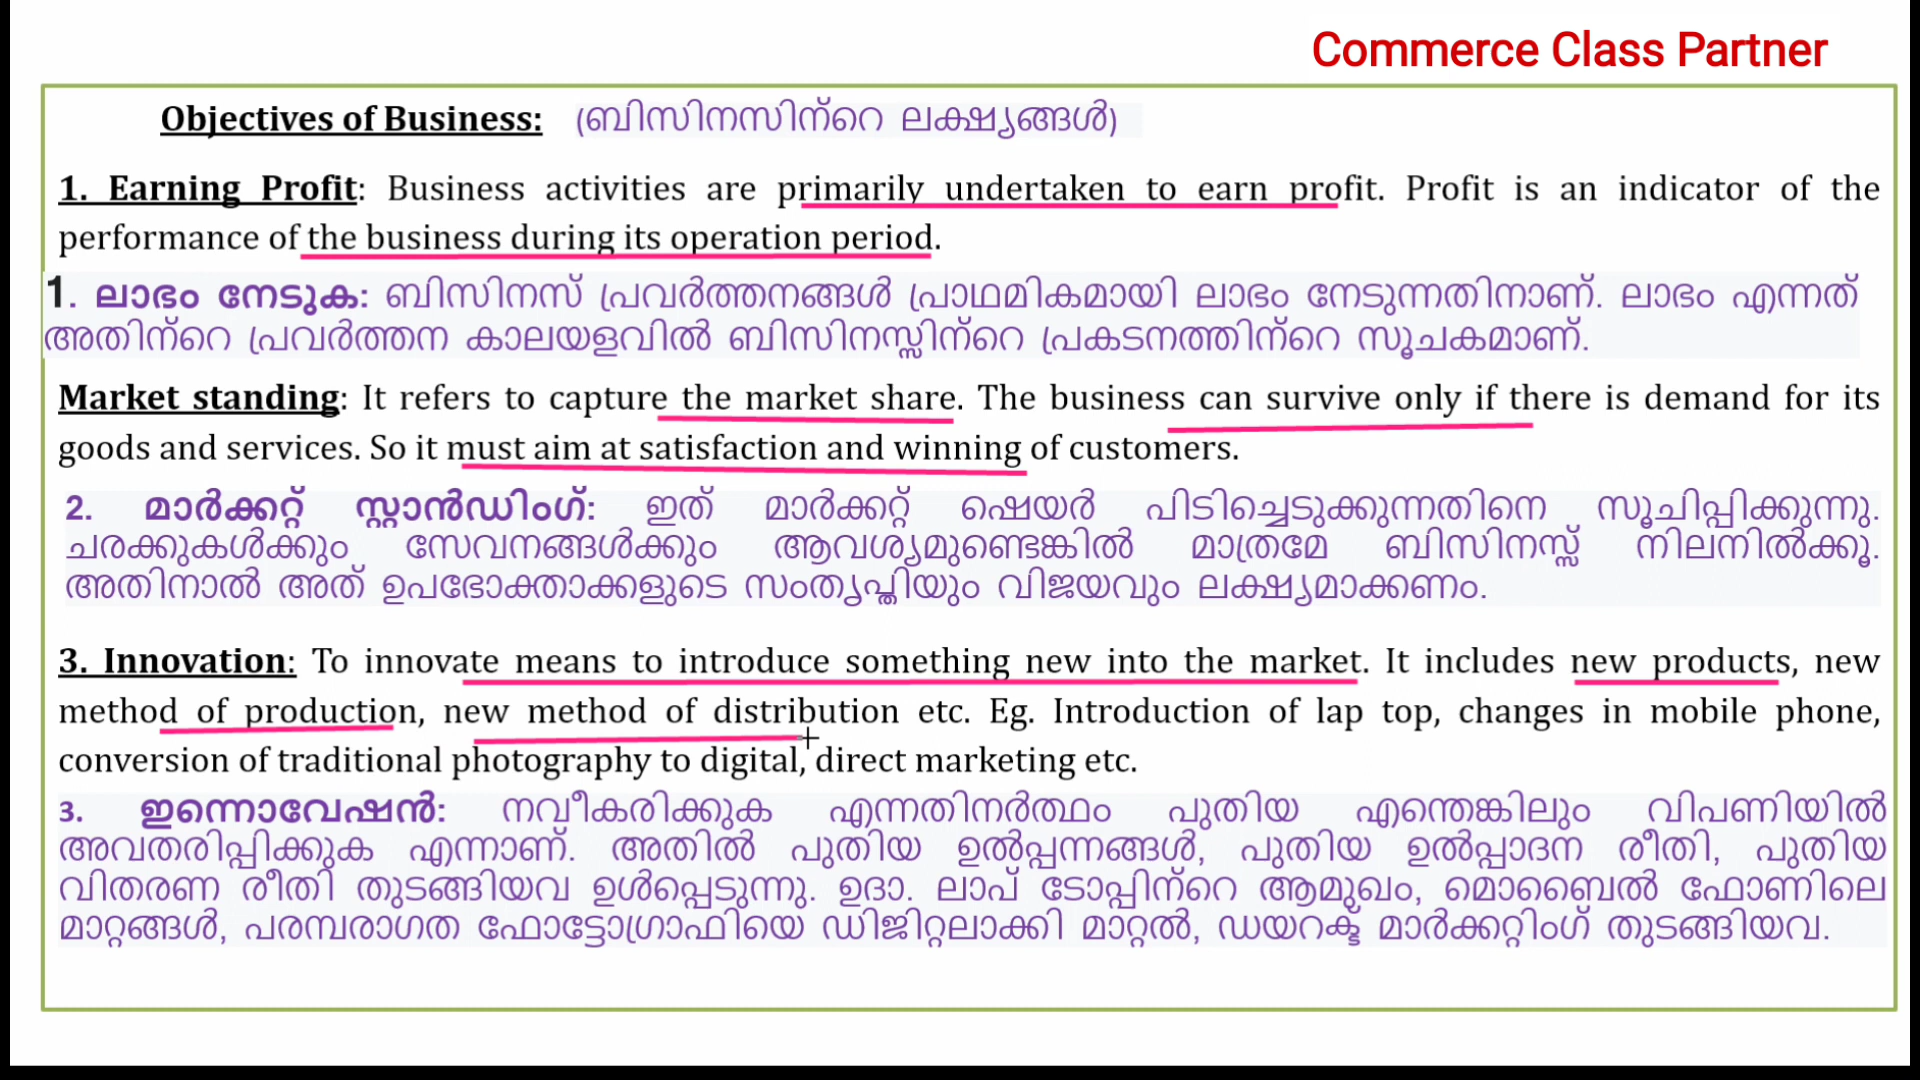 Commerce Class Partner
Objectives of Business: (ബിസിനസിന്റെ ലക്ഷ്യങ്ങൾ)
1. Earning Profit: Business activities are primarily undertaken to earn profit. Profit is an indicator of the
performance of the business during its operation period.
1. ലാഭം നേടുക: ബിസിനസ് പ്രവർത്തനങ്ങൾ പ്രാഥമികമായി ലാഭം നേടുന്നതിനാണ്. ലാഭം എന്നത്
അതിന്റെ പ്രവർത്തന കാലയളവിൽ ബിസിനസ്സിന്റെ പ്രകടനത്തിന്റെ സൂചകമാണ്.
Market standing: It refers to capture the market share. The business can survive only if there is demand for its
goods and services. So it must aim at satisfaction and winning of customers.
2. മാർക്കറ്റ് സ്റ്റാൻഡിംഗ്: ഇത് മാർക്കറ്റ് ഷെയർ പിടിച്ചെടുക്കുന്നതിനെ സൂചിപ്പിക്കുന്നു.
ചരക്കുകൾക്കും സേവനങ്ങൾക്കും ആവശ്യമുണ്ടെങ്കിൽ മാത്രമേ ബിസിനസ്സ് നിലനിൽക്കൂ.
അതിനാൽ അത് ഉപഭോക്താക്കളുടെ സംതൃപ്തിയും വിജയവും ലക്ഷ്യമാക്കണം.
3. Innovation: To innovate means to introduce something new into the market. It includes new products, new
method of production, new method of distribution etc. Eg. Introduction of lap top, changes in mobile phone,
conversion of traditional photography to digital, direct marketing etc.
3. ഇന്നൊവേഷൻ: നവീകരിക്കുക എന്നതിനർത്ഥം പുതിയ എന്തെങ്കിലും വിപണിയിൽ
അവതരിപ്പിക്കുക എന്നാണ്. അതിൽ പുതിയ ഉൽപ്പന്നങ്ങൾ, പുതിയ ഉൽപ്പാദന രീതി, പുതിയ
വിതരണ രീതി തുടങ്ങിയവ ഉൾപ്പെടുന്നു. ഉദാ. ലാപ് ടോപ്പിന്റെ ആമുഖം, മൊബൈൽ ഫോണിലെ
മാറ്റങ്ങൾ, പരമ്പരാഗത ഫോട്ടോഗ്രാഫിയെ ഡിജിറ്റലാക്കി മാറ്റൽ, ഡയറക്ട് മാർക്കറ്റിംഗ് തുടങ്ങിയവ.